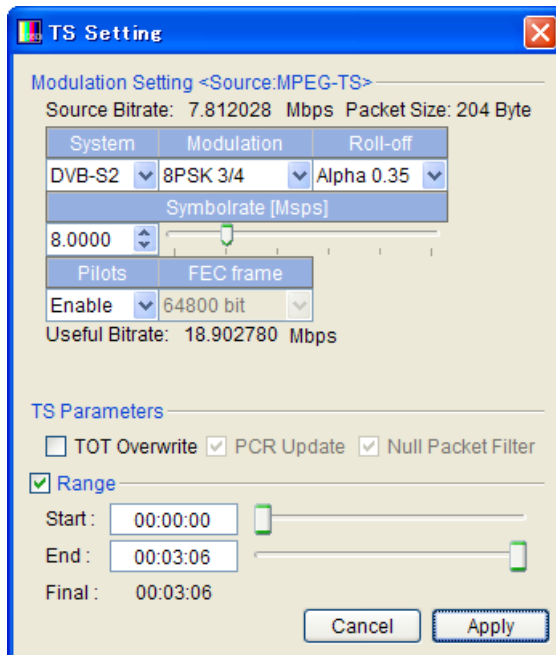 TS Setting
Modulation Setting <Source:MPEG-TS>
Source Bitrate: 7.812028 Mbps Packet Size: 204 Byte
System Modulation Roll-off
DVB-S2 8PSK 3/4 Alpha 0.35
Symbolrate [Msps]
8.0000
Pilots FEC frame
Enable 64800 bit
Useful Bitrate: 18.902780 Mbps
TS Parameters
TOT Overwrite PCR Update Null Packet Filter
Range
Start : 00:00:00
End : 00:03:06
Final : 00:03:06
Cancel Apply